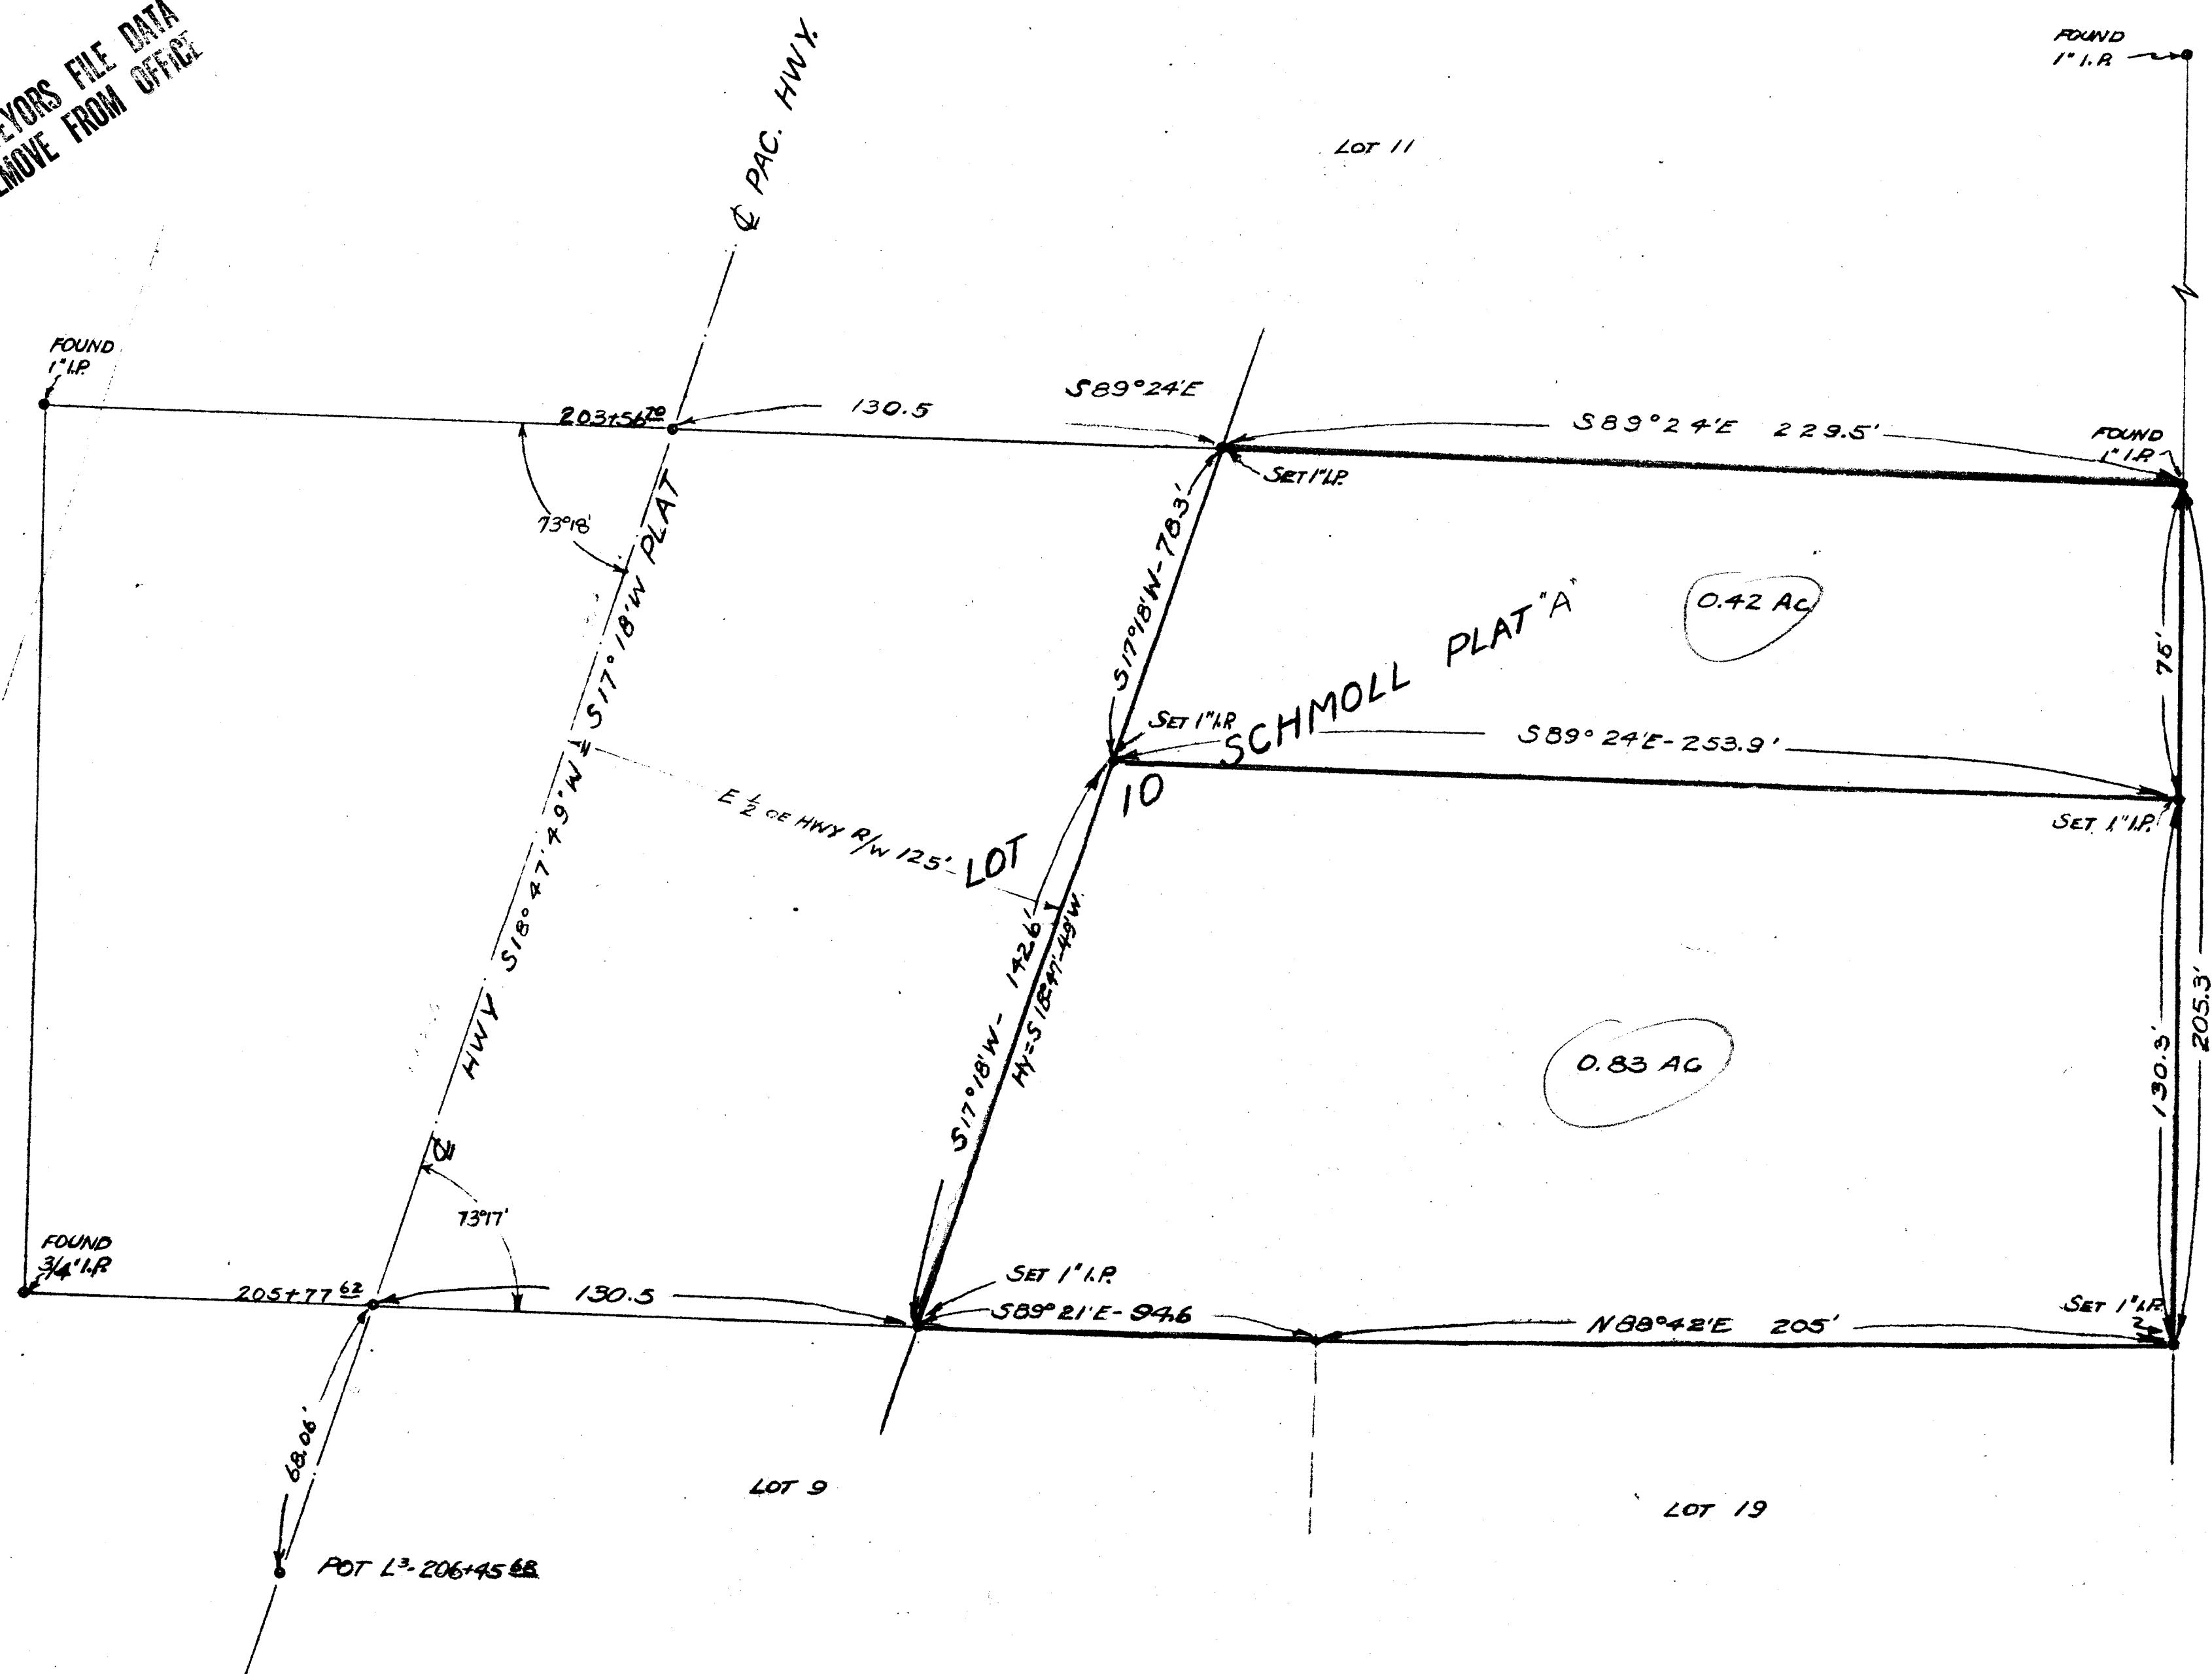 EYORS FILE DATA
MOVE FROM OFFICE
℄ PAC. HWY.
FOUND
1" I.P.
LOT 11
FOUND
1" I.P.
203+56 70
130.5
S89°24'E
S89°24'E 229.5'
FOUND
1" I.P.
SET 1" I.P.
73°18'
HWY S18°47'49"W = S17°18'W PLAT
S17°18'W - 78.3'
SCHMOLL PLAT "A"
0.42 AC
75'
SET 1" I.P.
S89°24'E - 253.9'
LOT 10
E ½ OF HWY R/W 125'
SET 1" I.P.
S17°18'W - 142.6'
HY = S18°-47'-49"W.
0.83 AC
130.3'
205.3'
℄
73°17'
FOUND
3/4" I.P.
205+77 62
130.5
SET 1" I.P.
S89°21'E - 94.6
N88°42'E 205'
SET 1" I.P.
68.06'
LOT 9
LOT 19
POT L³- 206+45 68